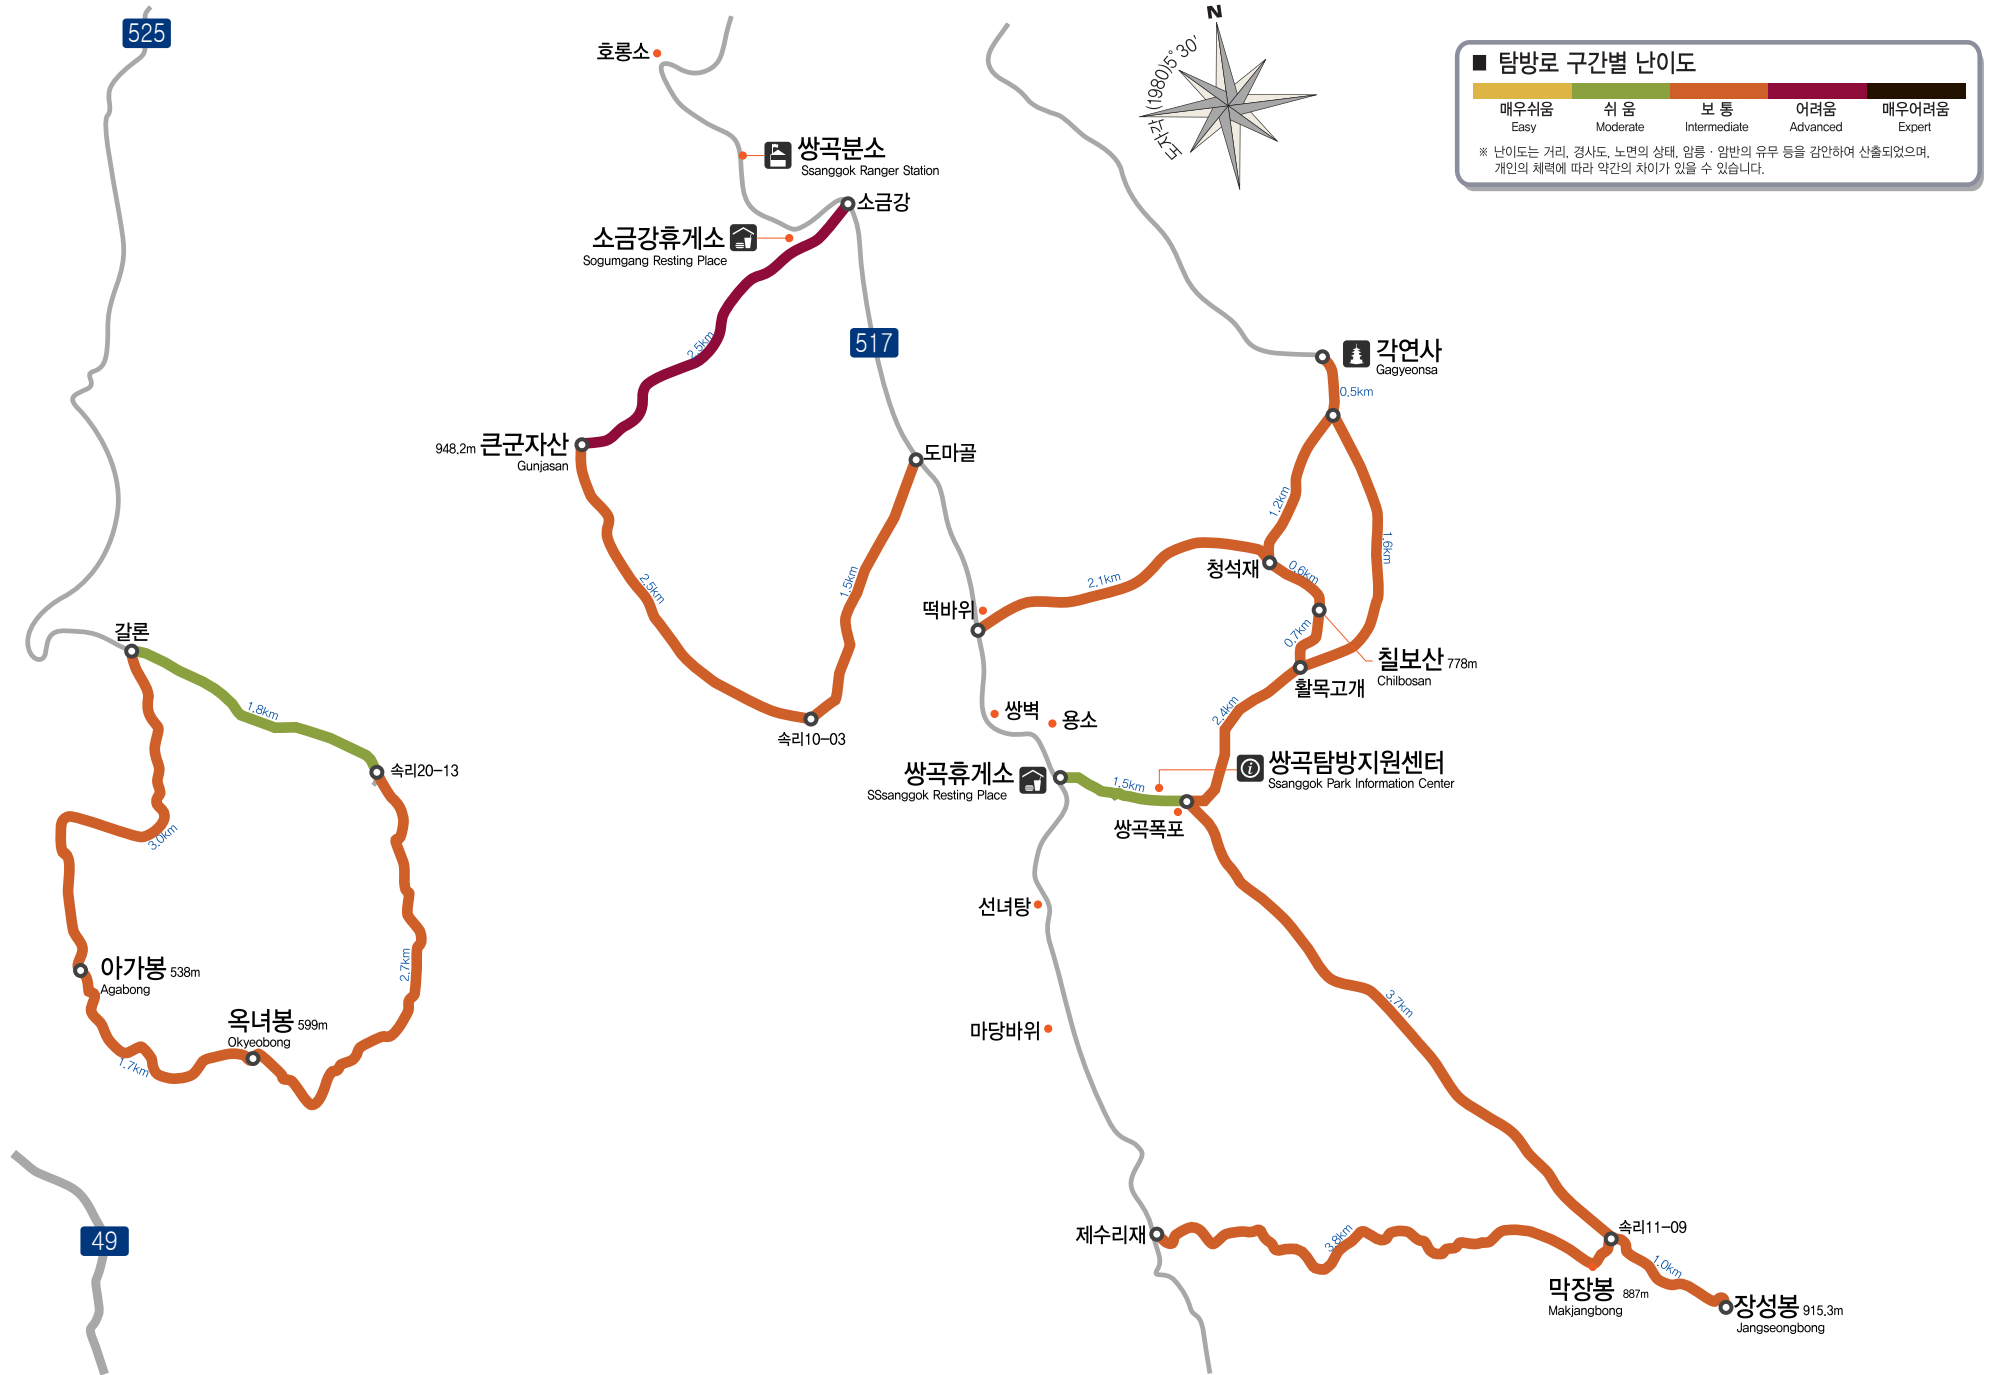 525
호롱소
N
도자각(1980)5°30′
■ 탐방로 구간별 난이도
매우쉬움 쉬 움 보 통 어려움 매우어려움
Easy Moderate Intermediate Advanced Expert
※ 난이도는 거리, 경사도, 노면의 상태, 암릉 · 암반의 유무 등을 감안하여 산출되었으며,
개인의 체력에 따라 약간의 차이가 있을 수 있습니다.
쌍곡분소
Ssanggok Ranger Station
소금강
소금강휴게소
Sogumgang Resting Place
2.5km
517
각연사
Gagyeonsa
0.5km
948.2m 큰군자산
Gunjasan
도마골
1.2km
1.6km
청석재
0.6km
2.1km
2.5km
1.5km
떡바위
갈론
0.7km
칠보산 778m
Chilbosan
활목고개
1.8km
2.4km
쌍벽
용소
속리10-03
속리20-13
쌍곡휴게소
SSsanggok Resting Place
1.5km
쌍곡탐방지원센터
Ssanggok Park Information Center
쌍곡폭포
3.0km
선녀탕
아가봉 538m
Agabong
2.7km
옥녀봉 599m
Okyeobong
1.7km
3.7km
마당바위
49
제수리재
3.8km
속리11-09
1.0km
막장봉 887m
Makjangbong
장성봉 915.3m
Jangseongbong